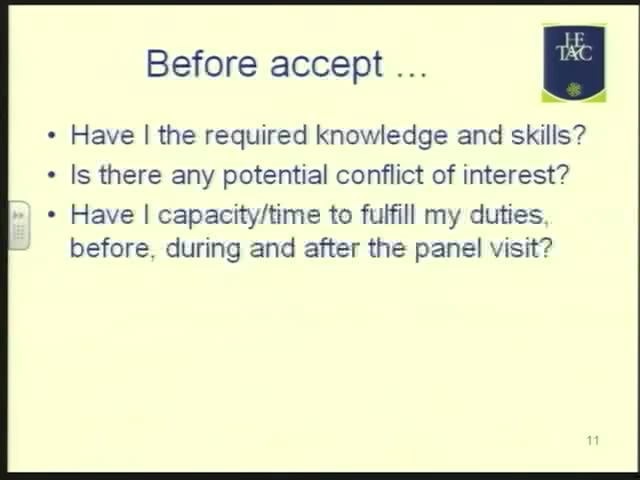 Before accept ...
HE
TAC
• Have I the required knowledge and skills?
• Is there any potential conflict of interest?
• Have I capacity/time to fulfill my duties,
before, during and after the panel visit?
11